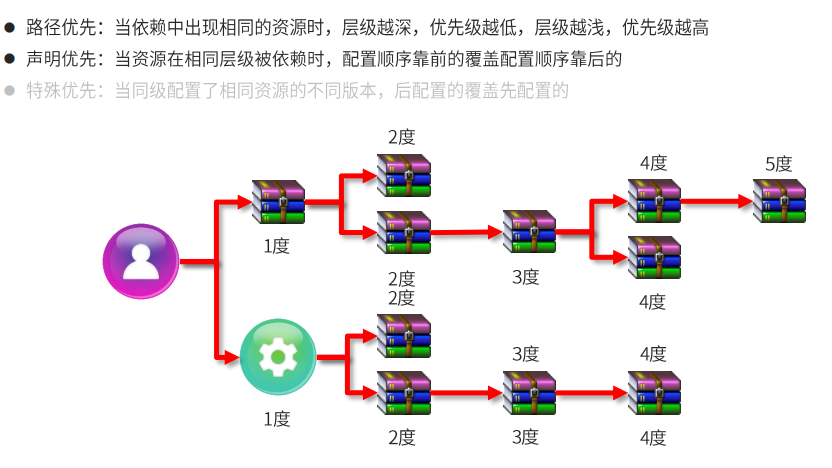 ● 路径优先：当依赖中出现相同的资源时，层级越深，优先级越低，层级越浅，优先级越高
● 声明优先：当资源在相同层级被依赖时，配置顺序靠前的覆盖配置顺序靠后的
● 特殊优先：当同级配置了相同资源的不同版本，后配置的覆盖先配置的
2度
4度
5度
1度
2度
3度
2度
4度
3度
4度
1度
2度
3度
4度